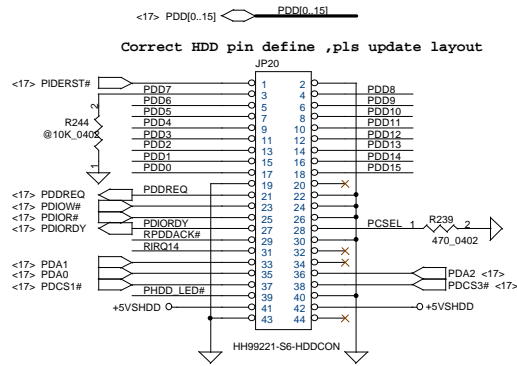 <17> PDD[0..15] PDD[0..15]
Correct HDD pin define ,pls update layout
JP20
<17> PIDERST# 1 2
PDD7 3 4 PDD8
PDD6 5 6 PDD9
PDD5 7 8 PDD10
PDD4 9 10 PDD11
PDD3 11 12 PDD12
PDD2 13 14 PDD13
PDD1 15 16 PDD14
PDD0 17 18 PDD15
2
R244
@10K_0402
1
19 20
<17> PDDREQ PDDREQ 21 22
<17> PDIOW# 23 24
<17> PDIOR# 25 26
<17> PDIORDY PDIORDY 27 28 PCSEL 1 R239 2
470_0402
RPDDACK# 29 30
RIRQ14 31 32
<17> PDA1 33 34
<17> PDA0 35 36 PDA2 <17>
<17> PDCS1# 37 38 PDCS3# <17>
PHDD_LED# 39 40
+5VSHDD 41 42 +5VSHDD
43 44
HH99221-S6-HDDCON